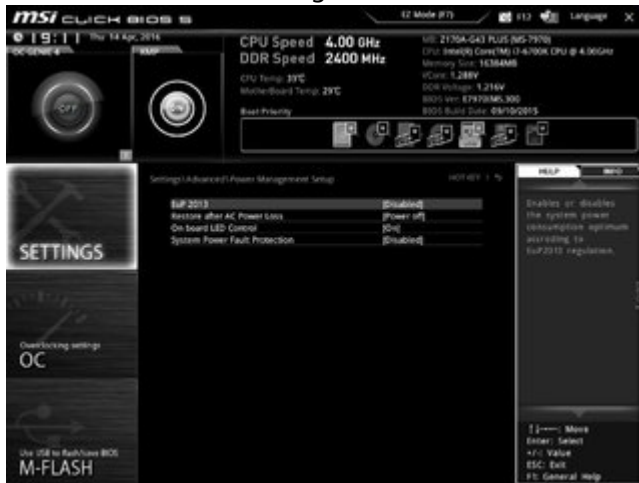 msi CLICK BIOS 5
EZ Mode (F7)
F12
Language
X
9:11 Thu 14 Apr, 2016
OC GENIE 4
XMP
OFF
CPU Speed 4.00 GHz
DDR Speed 2400 MHz
CPU Temp: 39°C
MotherBoard Temp: 29°C
MB: Z170A-G43 PLUS (MS-7970)
CPU: Intel(R) Core(TM) i7-6700K CPU @ 4.00GHz
Memory Size: 16384MB
VCore: 1.288V
DDR Voltage: 1.216V
BIOS Ver: E7970IMS.300
BIOS Build Date: 09/10/2015
Boot Priority
Settings\Advanced\Power Management Setup
HOT KEY
HELP
INFO
EuP 2013 [Disabled]
Restore after AC Power Loss [Power off]
On board LED Control [On]
System Power Fault Protection [Disabled]
Enables or disables
the system power
consumption optimum
according to
EuP2013 regulation.
SETTINGS
Overclocking settings
OC
Use USB to flash/save BIOS
M-FLASH
Move
Enter: Select
+/-: Value
ESC: Exit
F1: General Help